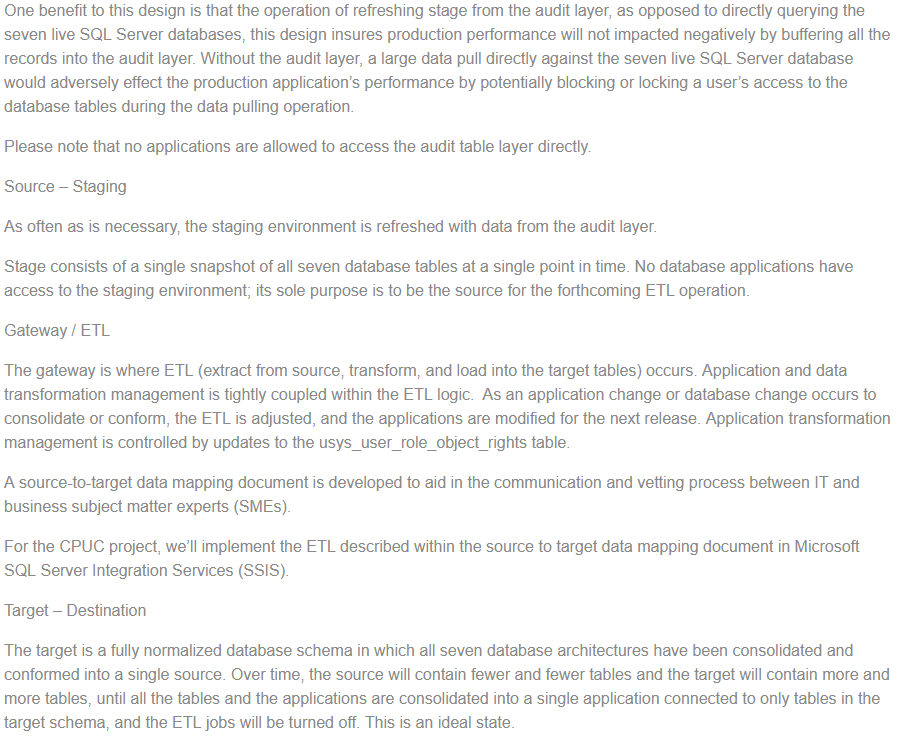 One benefit to this design is that the operation of refreshing stage from the audit layer, as opposed to directly querying the
seven live SQL Server databases, this design insures production performance will not impacted negatively by buffering all the
records into the audit layer. Without the audit layer, a large data pull directly against the seven live SQL Server database
would adversely effect the production application’s performance by potentially blocking or locking a user’s access to the
database tables during the data pulling operation.
Please note that no applications are allowed to access the audit table layer directly.
Source – Staging
As often as is necessary, the staging environment is refreshed with data from the audit layer.
Stage consists of a single snapshot of all seven database tables at a single point in time. No database applications have
access to the staging environment; its sole purpose is to be the source for the forthcoming ETL operation.
Gateway / ETL
The gateway is where ETL (extract from source, transform, and load into the target tables) occurs. Application and data
transformation management is tightly coupled within the ETL logic.  As an application change or database change occurs to
consolidate or conform, the ETL is adjusted, and the applications are modified for the next release. Application transformation
management is controlled by updates to the usys_user_role_object_rights table.
A source-to-target data mapping document is developed to aid in the communication and vetting process between IT and
business subject matter experts (SMEs).
For the CPUC project, we’ll implement the ETL described within the source to target data mapping document in Microsoft
SQL Server Integration Services (SSIS).
Target – Destination
The target is a fully normalized database schema in which all seven database architectures have been consolidated and
conformed into a single source. Over time, the source will contain fewer and fewer tables and the target will contain more and
more tables, until all the tables and the applications are consolidated into a single application connected to only tables in the
target schema, and the ETL jobs will be turned off. This is an ideal state.